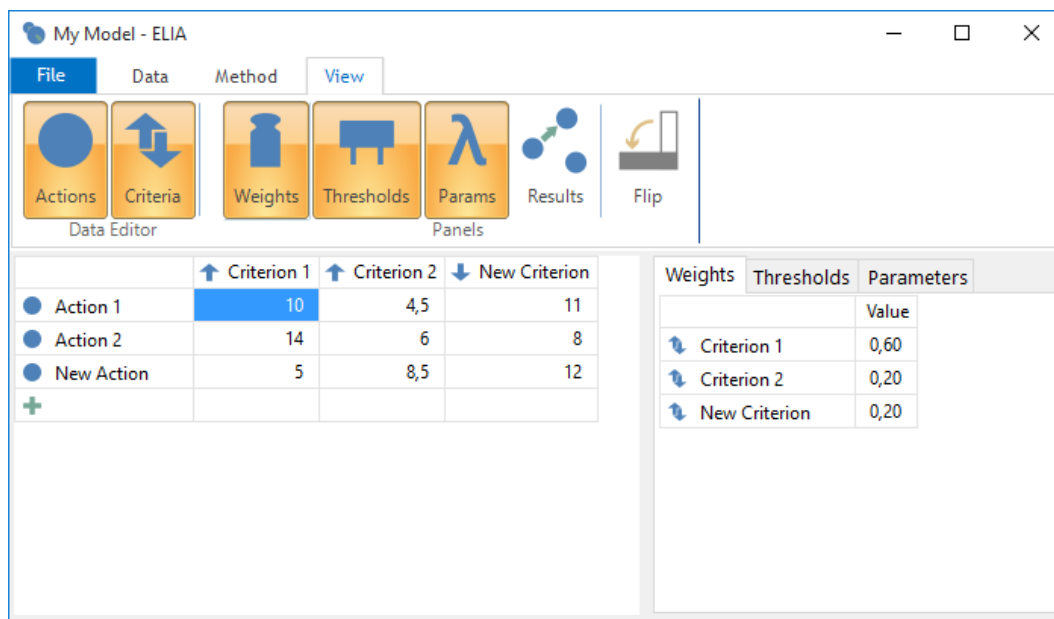 My Model - ELIA
File Data Method View
Actions Criteria Weights Thresholds λ Params Results Flip
Data Editor Panels
Criterion 1 Criterion 2 New Criterion
Action 1 10 4,5 11
Action 2 14 6 8
New Action 5 8,5 12
Weights Thresholds Parameters
Value
Criterion 1 0,60
Criterion 2 0,20
New Criterion 0,20